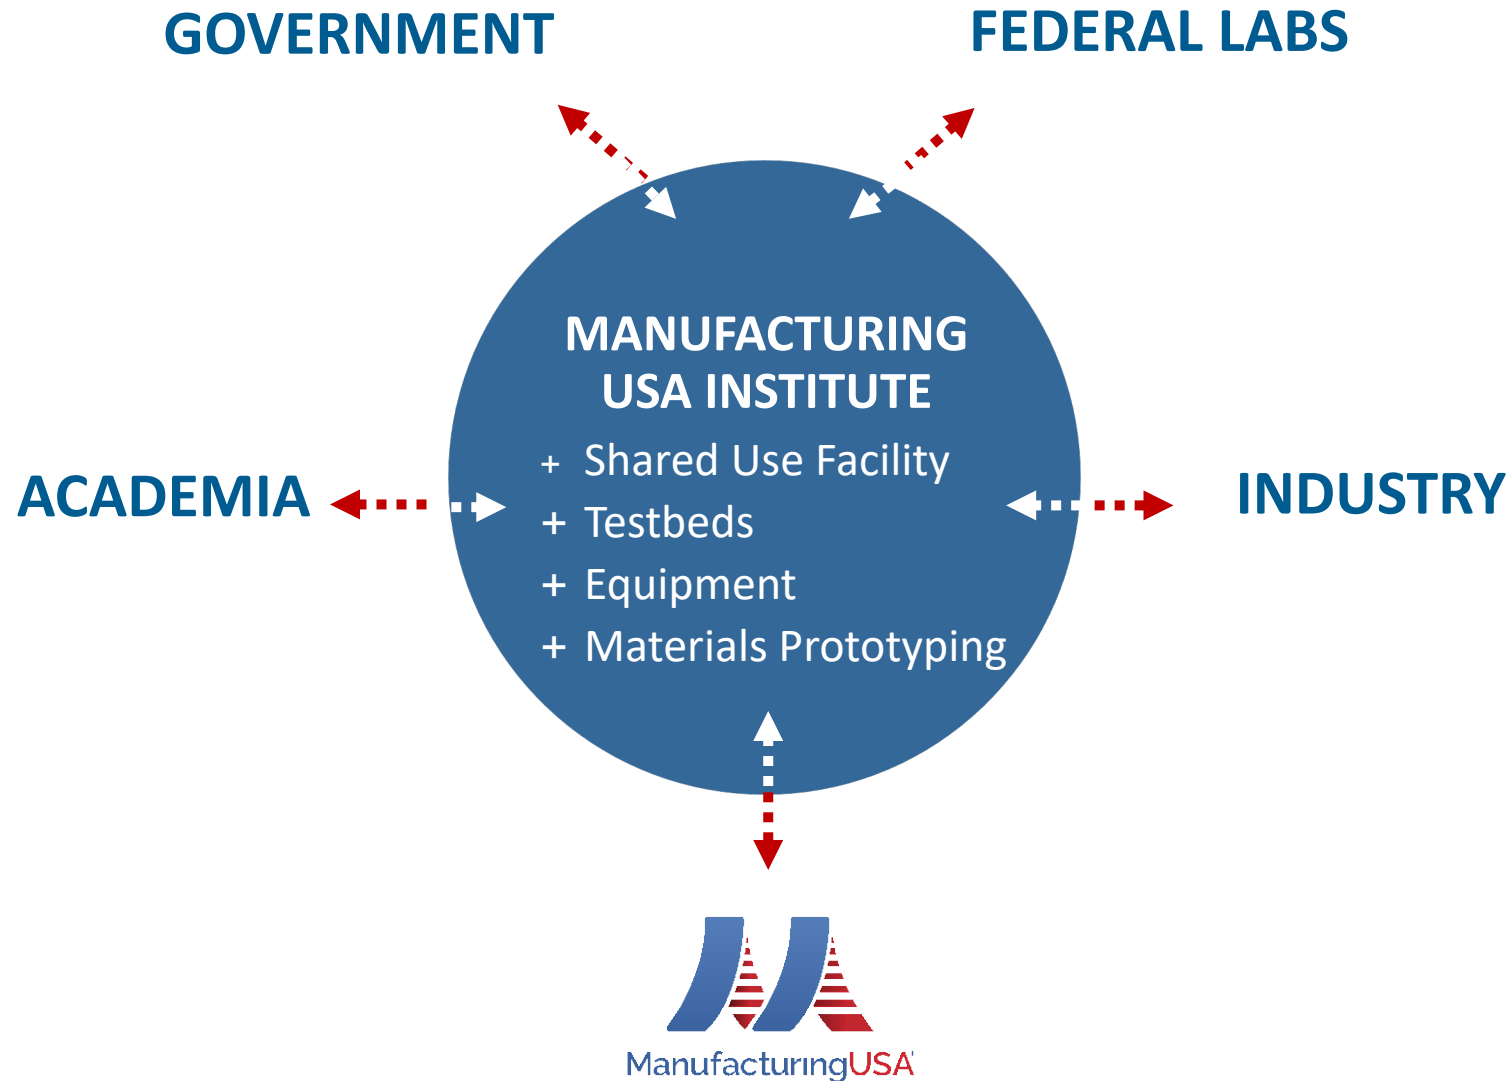 GOVERNMENT
FEDERAL LABS
MANUFACTURING
USA INSTITUTE
+ Shared Use Facility
+ Testbeds
+ Equipment
+ Materials Prototyping
ACADEMIA
INDUSTRY
ManufacturingUSA